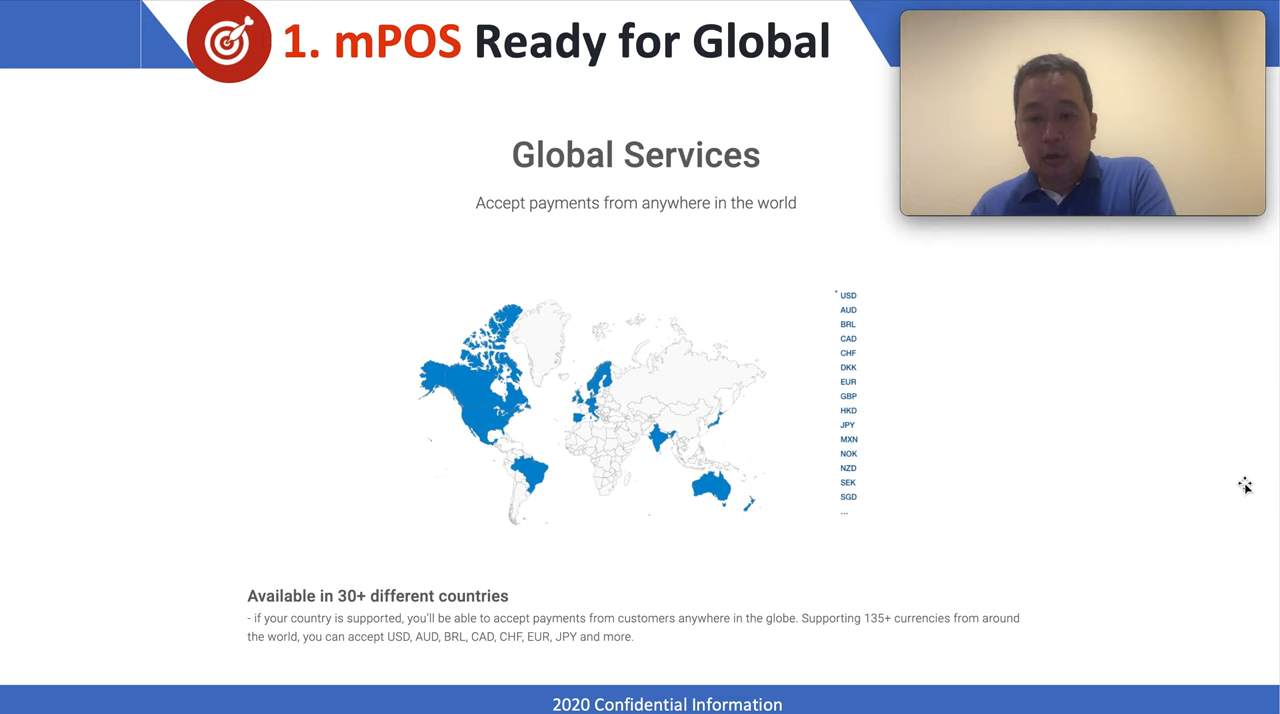 1. mPOS Ready for Global
Global Services
Accept payments from anywhere in the world
* USD
AUD
BRL
CAD
CHF
DKK
EUR
GBP
HKD
JPY
MXN
NOK
NZD
SEK
SGD
...
Available in 30+ different countries
- if your country is supported, you'll be able to accept payments from customers anywhere in the globe. Supporting 135+ currencies from around
the world, you can accept USD, AUD, BRL, CAD, CHF, EUR, JPY and more.
2020 Confidential Information